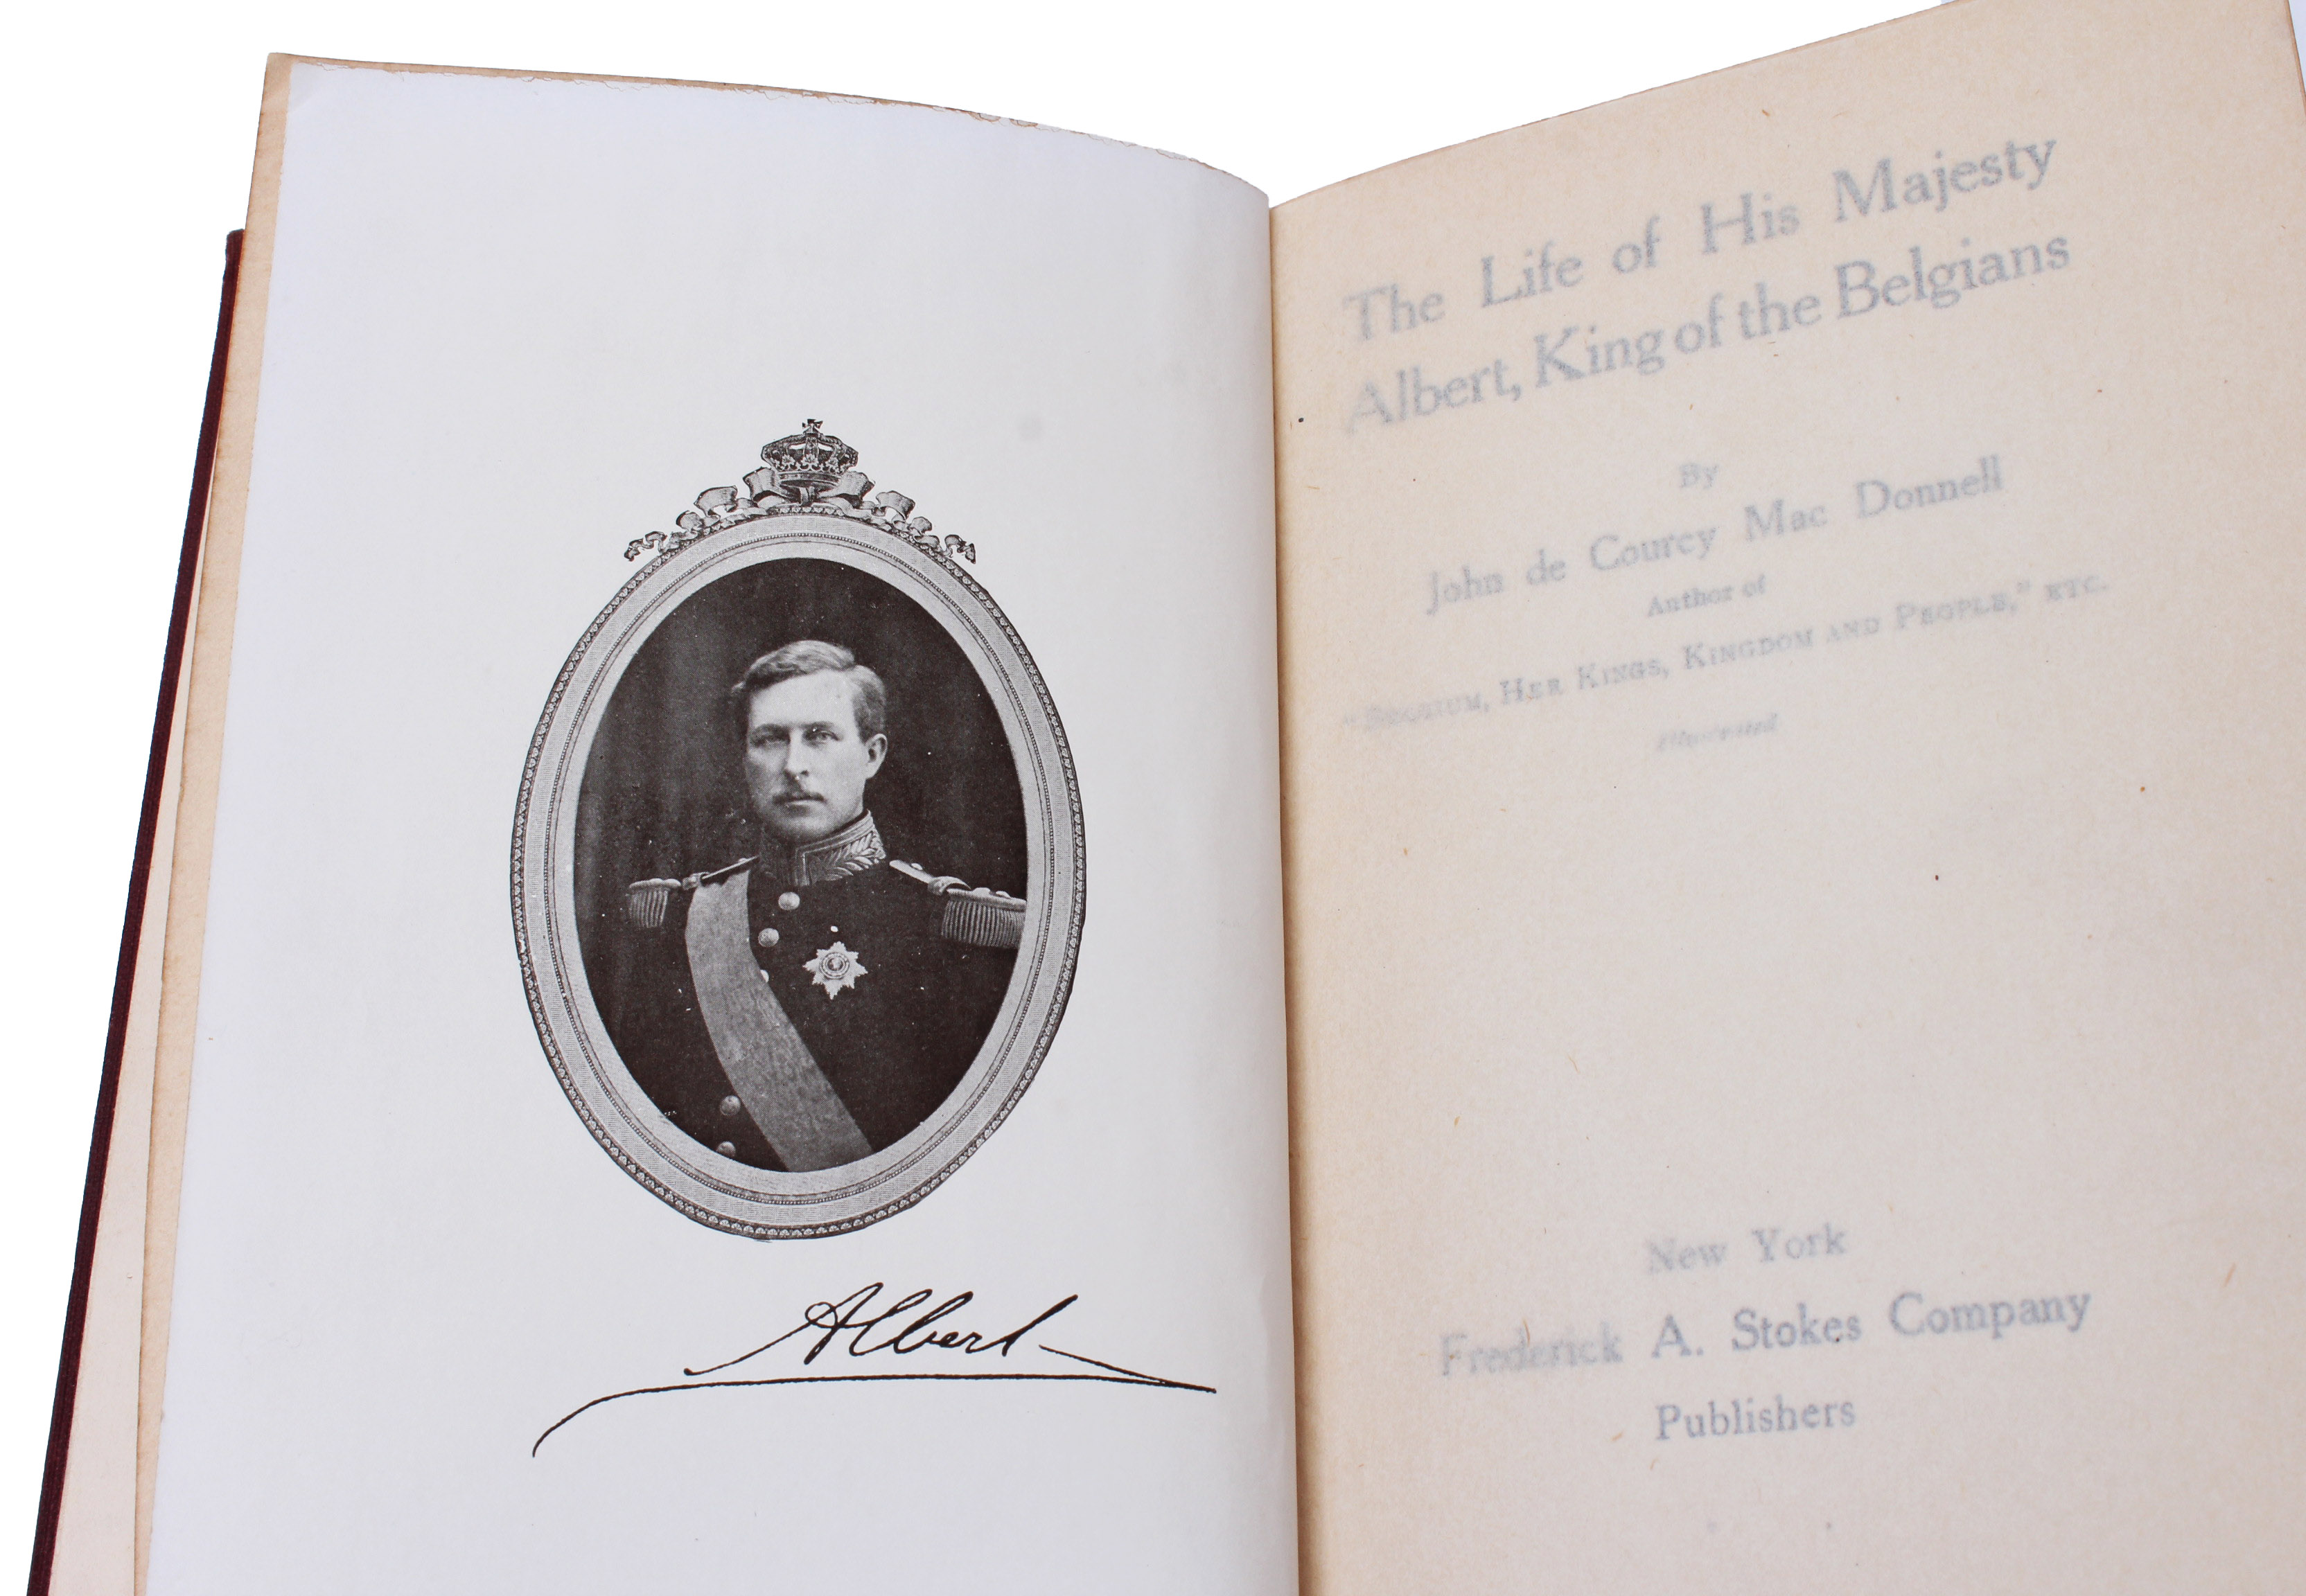 Albert
The Life of His Majesty
Albert, King of the Belgians
By
John de Courcy Mac Donnell
Author of
"Belgium, Her Kings, Kingdom and People," etc.
Illustrated
New York
Frederick A. Stokes Company
Publishers